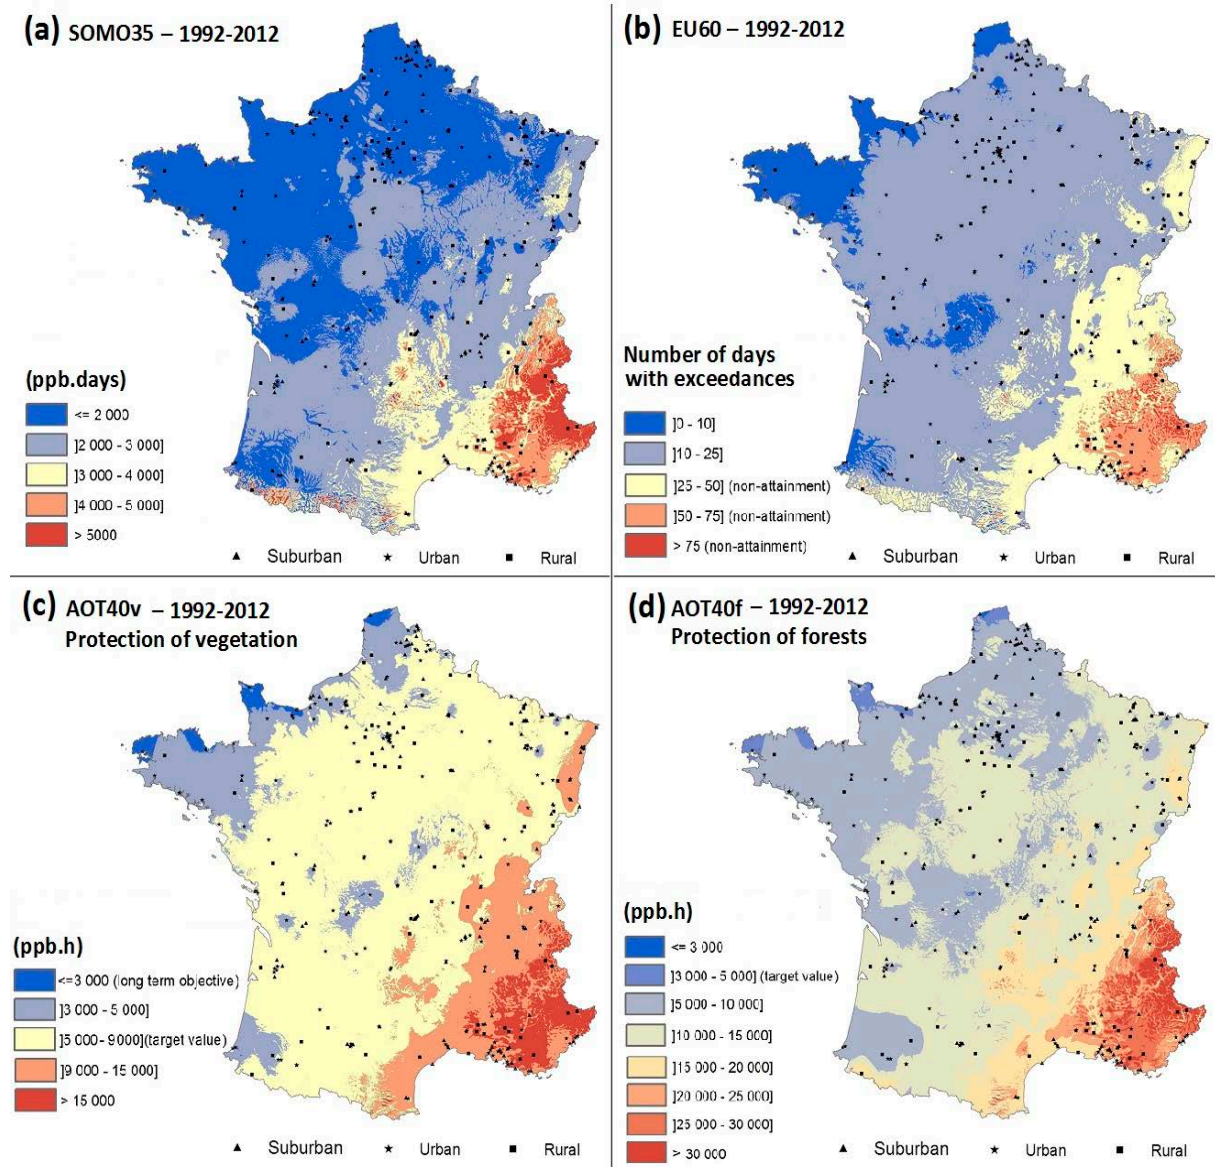 (a) SOMO35 – 1992-2012
(ppb.days)
<= 2 000
]2 000 - 3 000]
]3 000 - 4 000]
]4 000 - 5 000]
> 5000
Suburban Urban Rural
(b) EU60 – 1992-2012
Number of days
with exceedances
]0 - 10]
]10 - 25]
]25 - 50] (non-attainment)
]50 - 75] (non-attainment)
> 75 (non-attainment)
Suburban Urban Rural
(c) AOT40v – 1992-2012
Protection of vegetation
(ppb.h)
<=3 000 (long term objective)
]3 000 - 5 000]
]5 000 - 9000](target value)
]9 000 - 15 000]
> 15 000
Suburban Urban Rural
(d) AOT40f – 1992-2012
Protection of forests
(ppb.h)
<= 3 000
]3 000 - 5 000] (target value)
]5 000 - 10 000]
]10 000 - 15 000]
]15 000 - 20 000]
]20 000 - 25 000]
]25 000 - 30 000]
> 30 000
Suburban Urban Rural